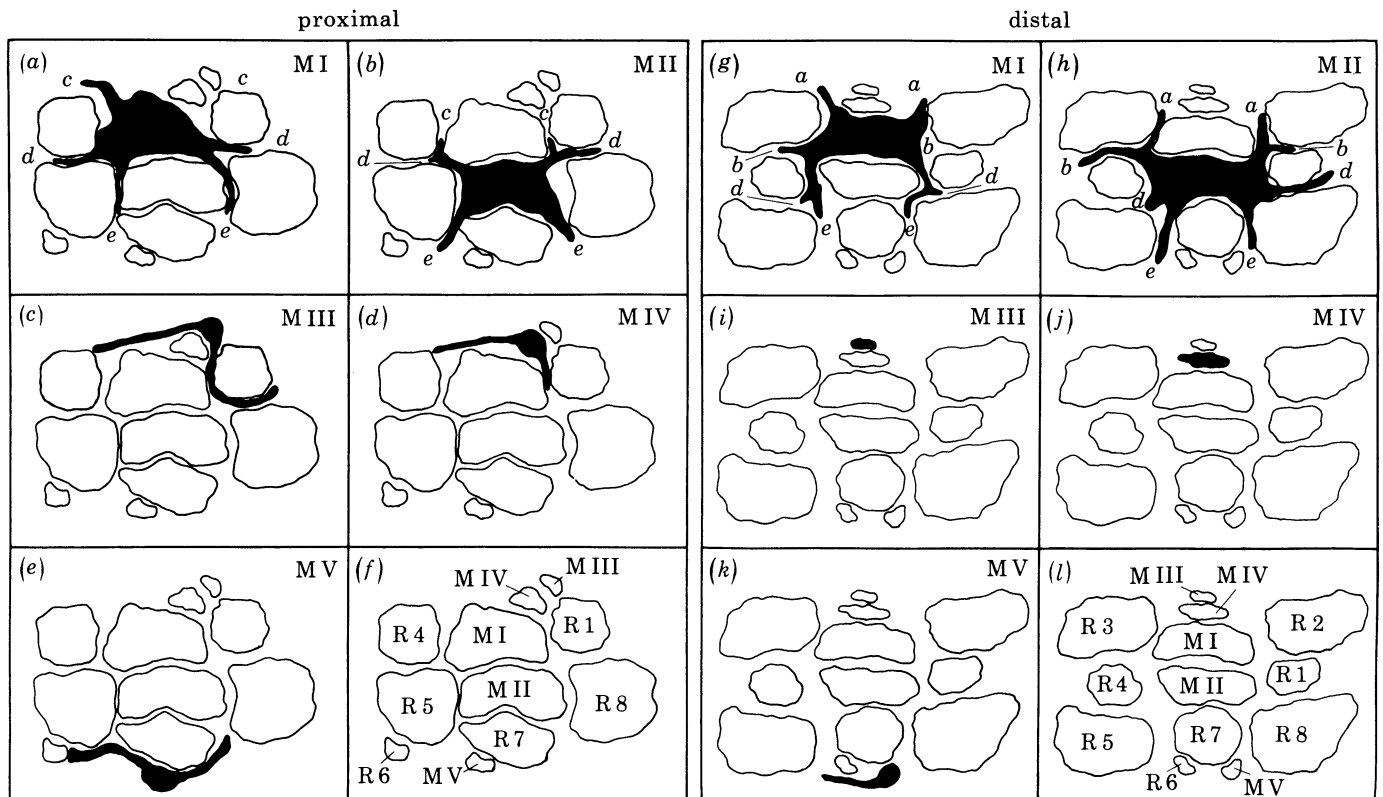 proximal distal
(a) M I
c c
d d
e e
(b) M II
c c
d d
e e
(g) M I
a a
b b
d d
e e
(h) M II
a a
b b
d d
e e
(c) M III
(d) M IV
(i) M III
(j) M IV
(e) M V
(f) M IV M III
R 4 M I R 1
R 5 M II R 8
R 7
R 6 M V
(k) M V
(l) M III M IV
R 3 M I R 2
R 4 M II R 1
R 5 R 7 R 8
R 6 M V